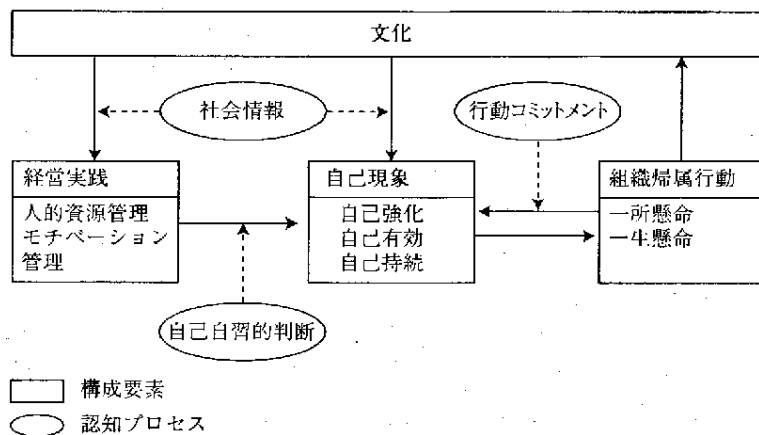 文化
社会情報
行動コミットメント
経営実践
人的資源管理
モチベーション
管理
自己現象
自己強化
自己有効
自己持続
組織帰属行動
一所懸命
一生懸命
自己自習的判断
構成要素
認知プロセス